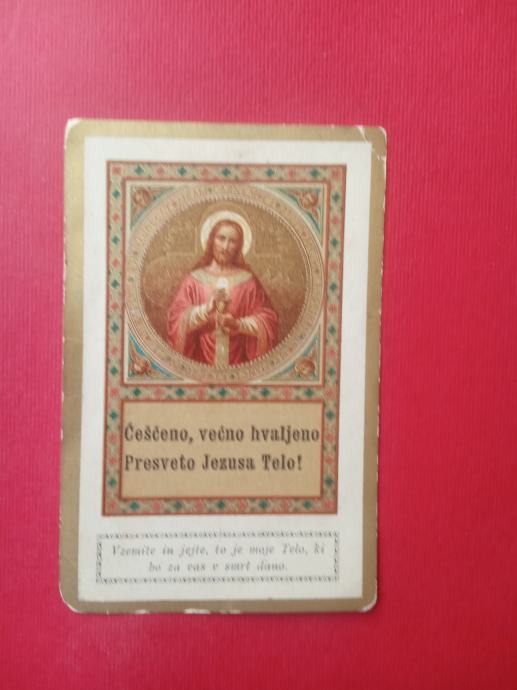 Češčeno, večno hvaljeno
Presveto Jezusa Telo!
Vzemite in jejte, to je moje Telo, ki
bo za vas v smrt dano.